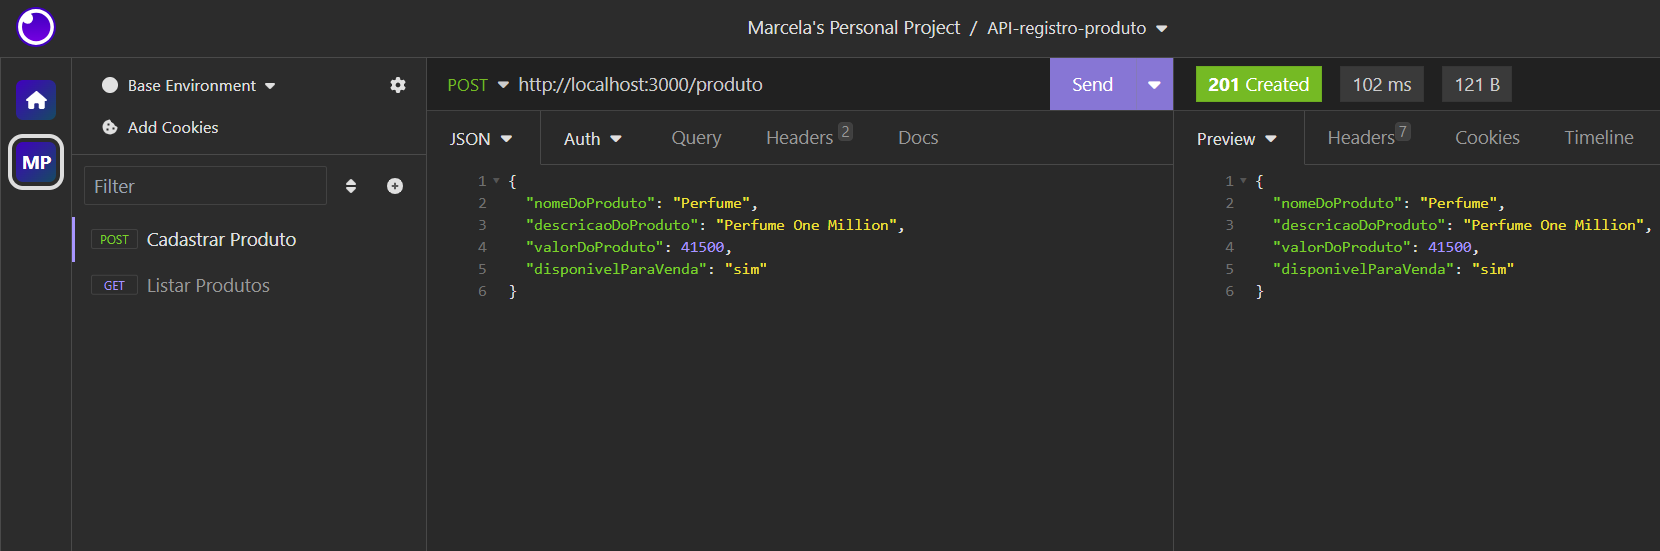 Marcela's Personal Project / API-registro-produto
MP
Base Environment
Add Cookies
Filter
POST Cadastrar Produto
GET Listar Produtos
POST http://localhost:3000/produto Send
JSON Auth Query Headers 2 Docs
1 {
2 "nomeDoProduto": "Perfume",
3 "descricaoDoProduto": "Perfume One Million",
4 "valorDoProduto": 41500,
5 "disponivelParaVenda": "sim"
6 }
201 Created 102 ms 121 B
Preview Headers 7 Cookies Timeline
1 {
2 "nomeDoProduto": "Perfume",
3 "descricaoDoProduto": "Perfume One Million",
4 "valorDoProduto": 41500,
5 "disponivelParaVenda": "sim"
6 }